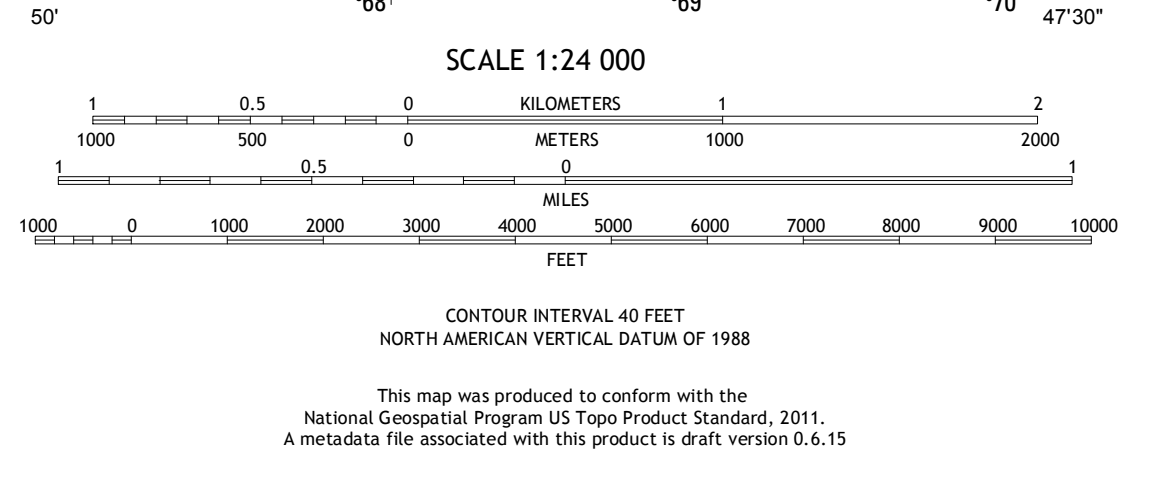 50' 68 69 70 47'30"
SCALE 1:24 000
1 0.5 0 KILOMETERS 1 2
1000 500 0 METERS 1000 2000
1 0.5 0 1
MILES
1000 0 1000 2000 3000 4000 5000 6000 7000 8000 9000 10000
FEET
CONTOUR INTERVAL 40 FEET
NORTH AMERICAN VERTICAL DATUM OF 1988
This map was produced to conform with the
National Geospatial Program US Topo Product Standard, 2011.
A metadata file associated with this product is draft version 0.6.15